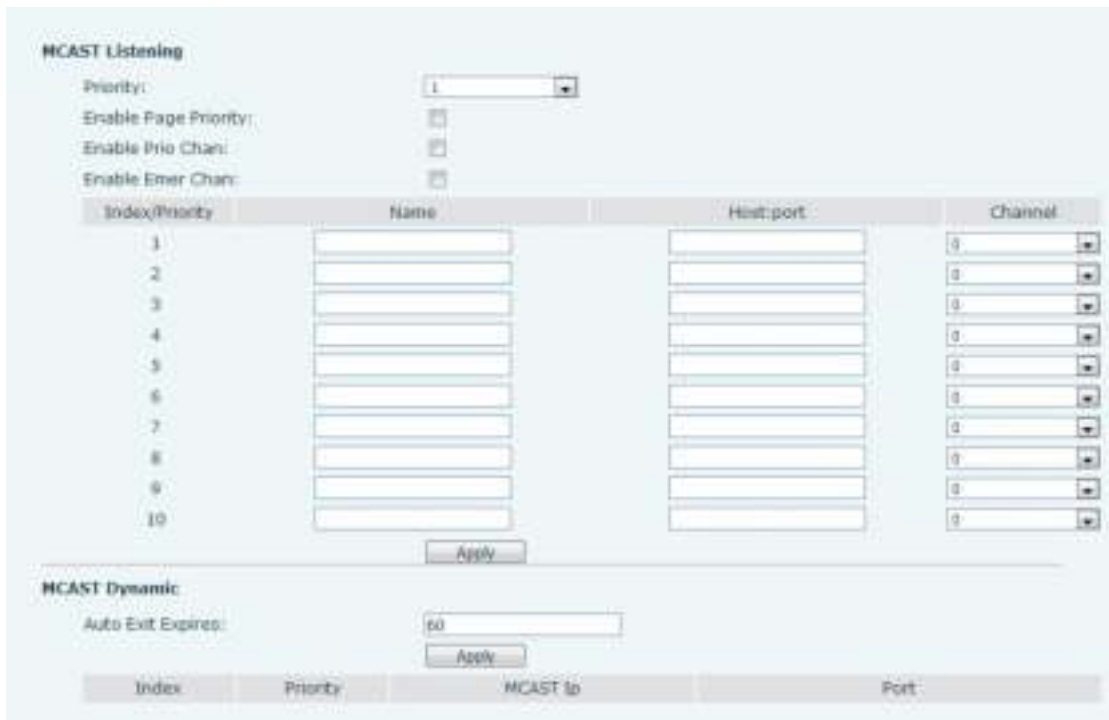 MCAST Listening
Priority: 1
Enable Page Priority:
Enable Prio Chan:
Enable Emer Chan:
Index/Priority Name Host:port Channel
1 0
2 0
3 0
4 0
5 0
6 0
7 0
8 0
9 0
10 0
Apply
MCAST Dynamic
Auto Exit Expires: 60
Apply
Index Priority MCAST Ip Port